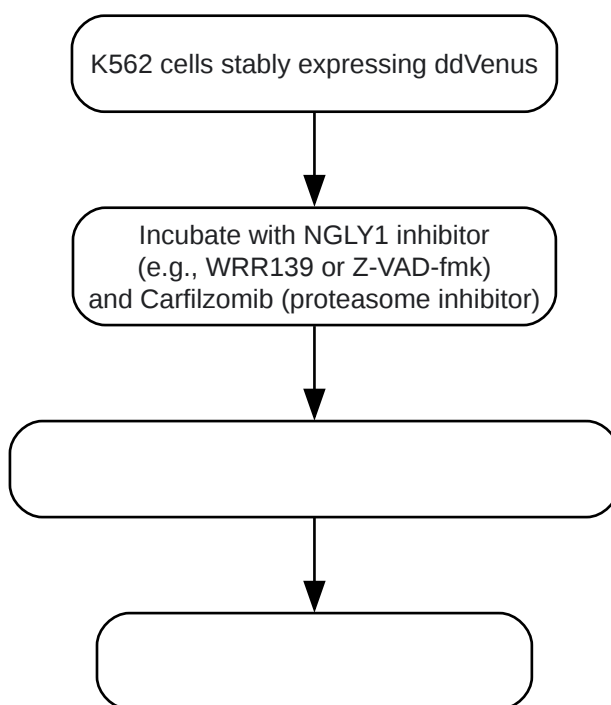 K562 cells stably expressing ddVenus
Incubate with NGLY1 inhibitor
(e.g., WRR139 or Z-VAD-fmk)
and Carfilzomib (proteasome inhibitor)